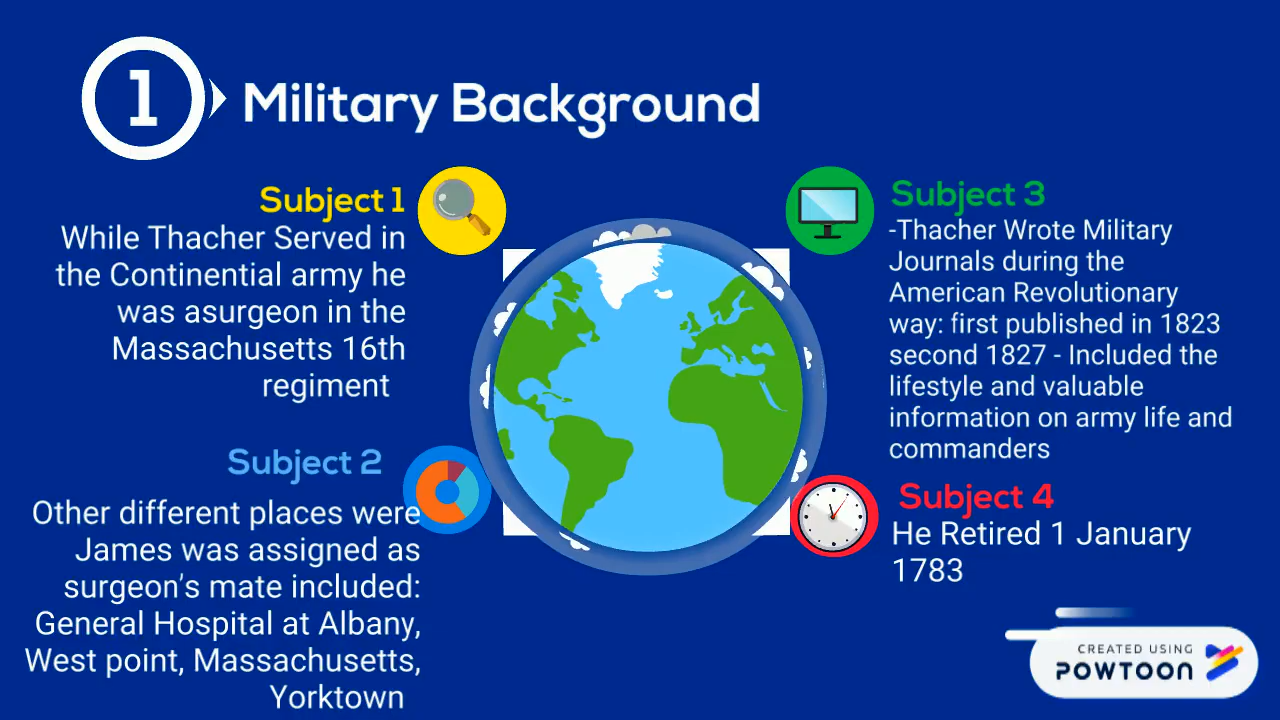 1
Military Background
Subject 1
While Thacher Served in
the Continential army he
was asurgeon in the
Massachusetts 16th
regiment
Subject 2
Other different places were
James was assigned as
surgeon's mate included:
General Hospital at Albany,
West point, Massachusetts,
Yorktown
Subject 3
-Thacher Wrote Military
Journals during the
American Revolutionary
way: first published in 1823
second 1827 - Included the
lifestyle and valuable
information on army life and
commanders
Subject 4
He Retired 1 January
1783
CREATED USING
POWTOON